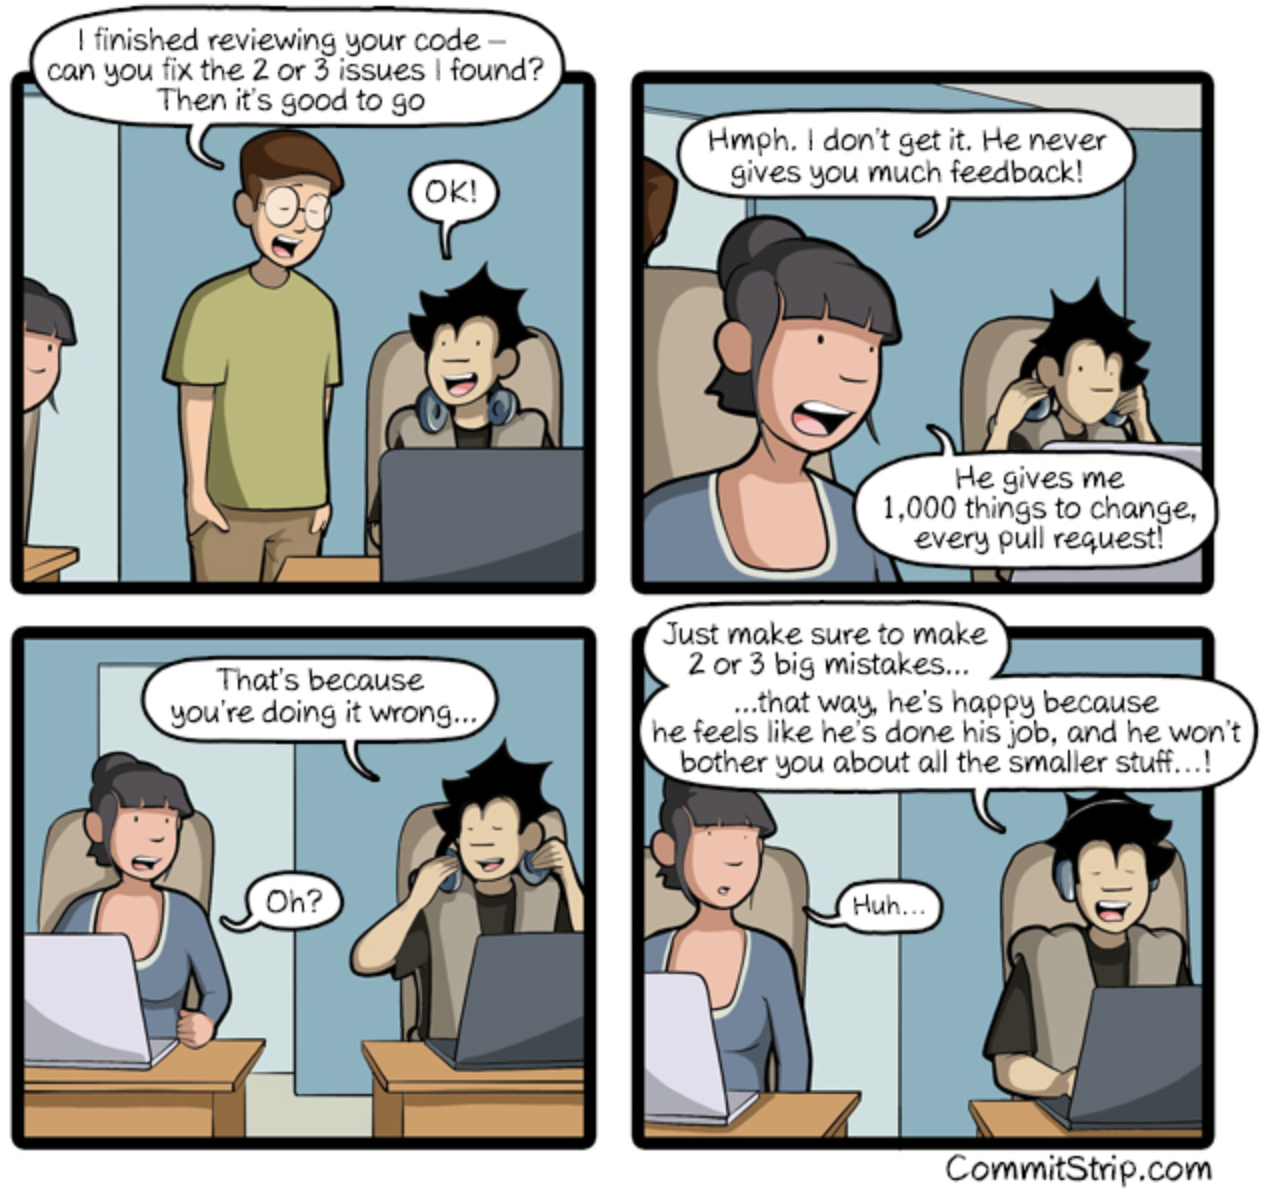 I finished reviewing your code –
can you fix the 2 or 3 issues I found?
Then it's good to go
OK!
Hmph. I don't get it. He never
gives you much feedback!
He gives me
1,000 things to change,
every pull request!
That's because
you're doing it wrong...
Oh?
Just make sure to make
2 or 3 big mistakes...
...that way, he's happy because
he feels like he's done his job, and he won't
bother you about all the smaller stuff...!
Huh...
CommitStrip.com